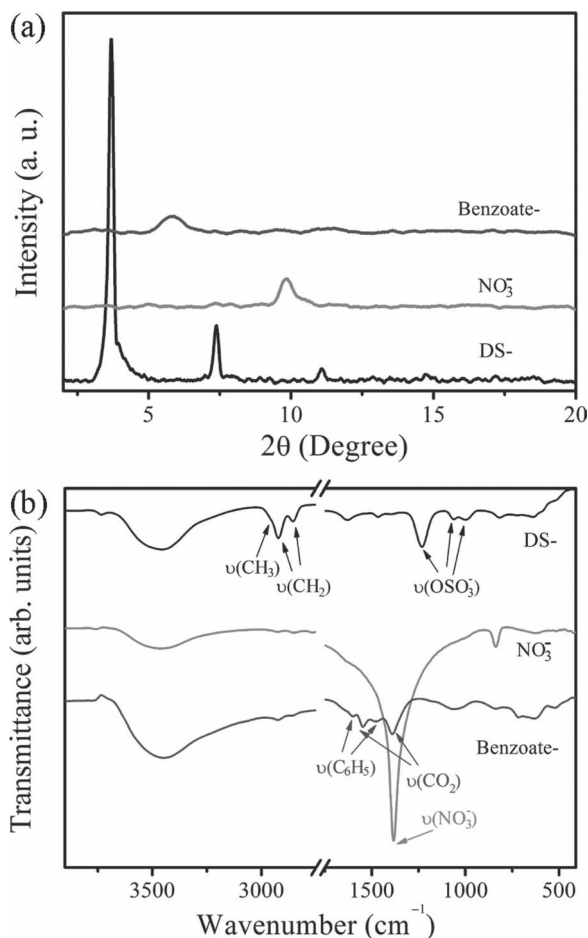 (a)
Intensity (a. u.)
Benzoate-
NO₃⁻
DS-
5 10 15 20
2θ (Degree)
(b)
Transmittance (arb. units)
DS-
υ(CH₃)
υ(CH₂)
υ(OSO₃⁻)
NO₃⁻
Benzoate-
υ(C₆H₅)
υ(CO₂)
υ(NO₃⁻)
3500 3000 1500 1000 500
Wavenumber (cm⁻¹)